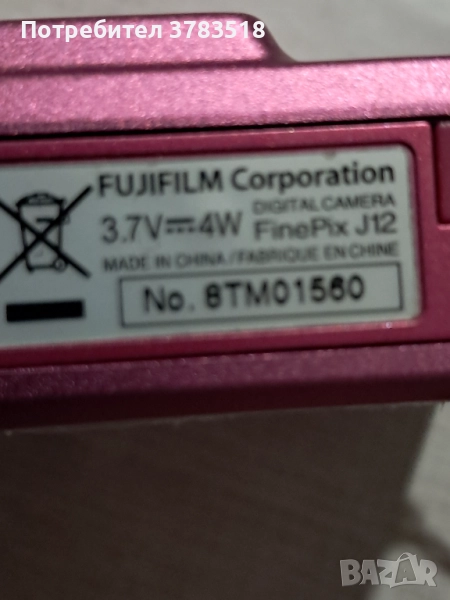 Потребител 3783518
FUJIFILM Corporation
3.7V⎓4W DIGITAL CAMERA
FinePix J12
MADE IN CHINA / FABRIQUE EN CHINE
No. 8TM01560
BAZAR